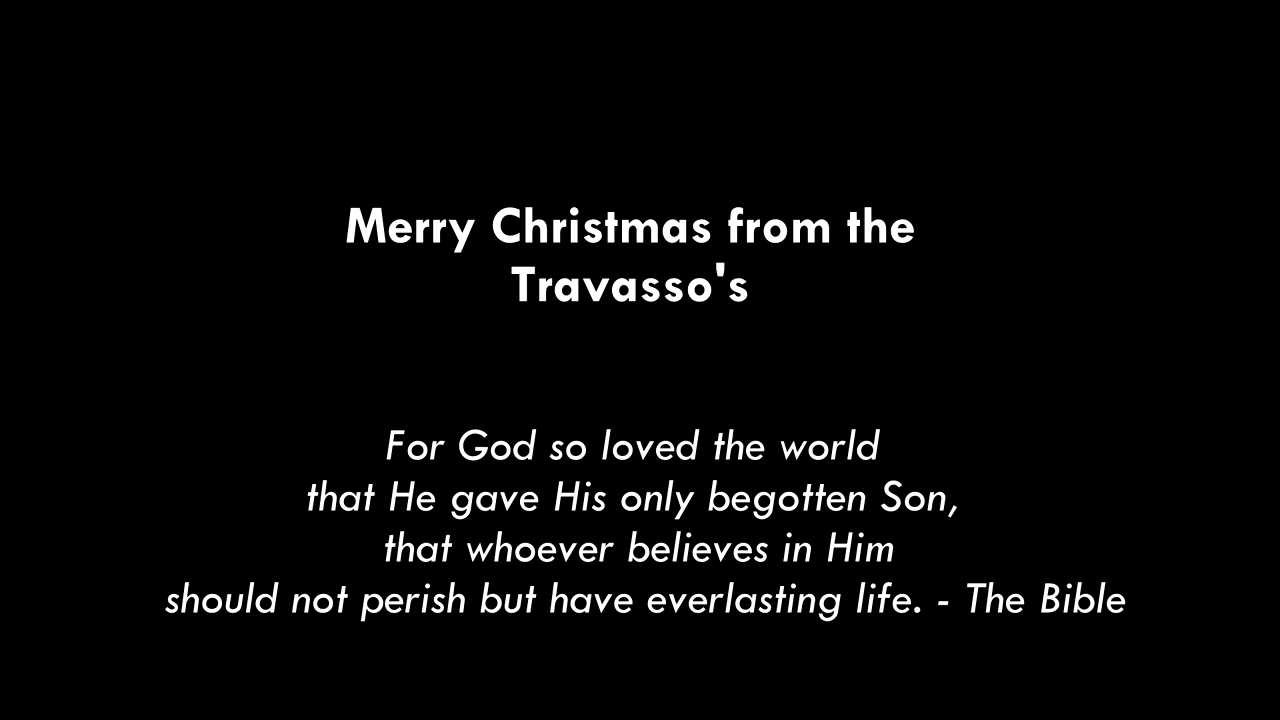 Merry Christmas from the
Travasso's
For God so loved the world
that He gave His only begotten Son,
that whoever believes in Him
should not perish but have everlasting life. - The Bible